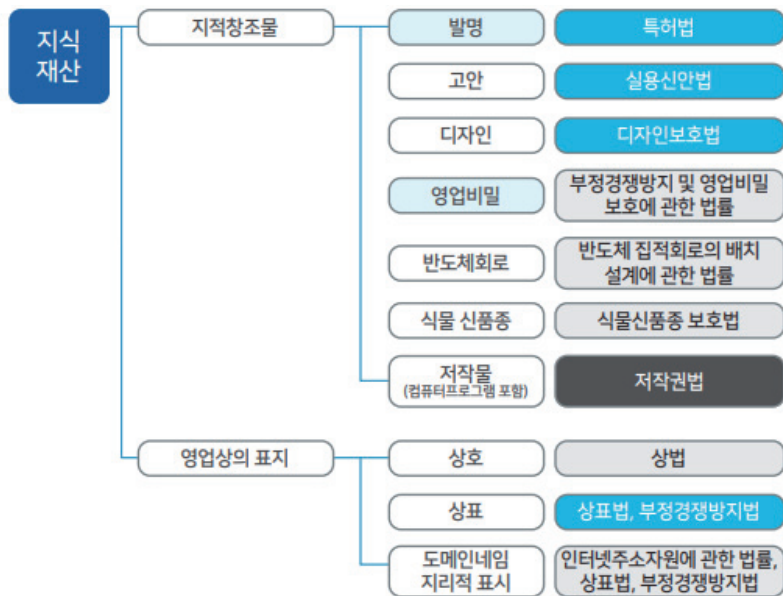 지식
재산
지적창조물
발명
특허법
고안
실용신안법
디자인
디자인보호법
영업비밀
부정경쟁방지 및 영업비밀
보호에 관한 법률
반도체회로
반도체 집적회로의 배치
설계에 관한 법률
식물 신품종
식물신품종 보호법
저작물
(컴퓨터프로그램 포함)
저작권법
영업상의 표지
상호
상법
상표
상표법, 부정경쟁방지법
도메인네임
지리적 표시
인터넷주소자원에 관한 법률,
상표법, 부정경쟁방지법